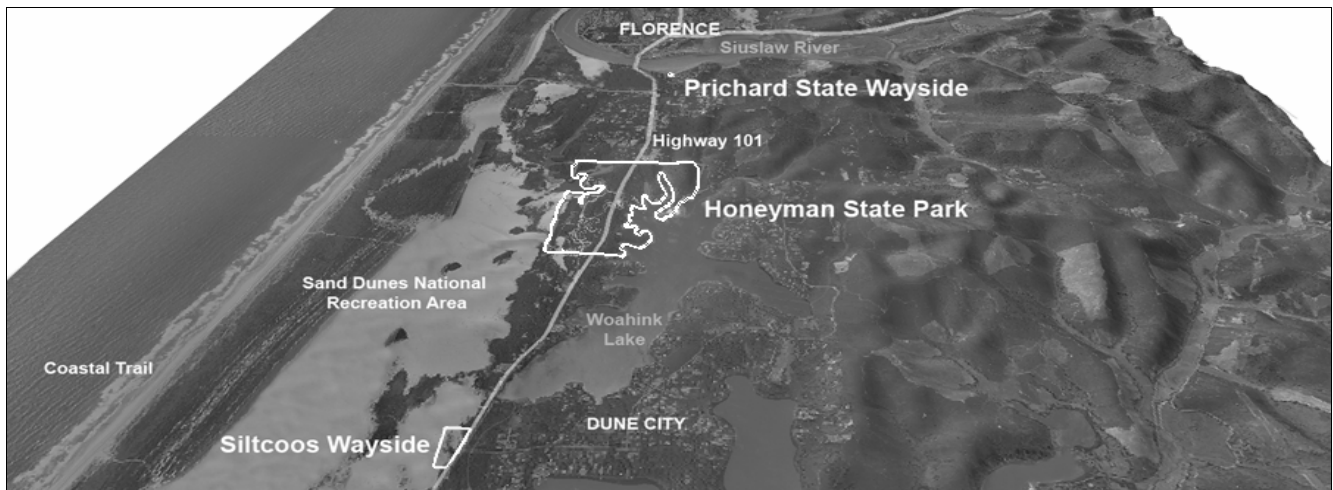 FLORENCE
Siuslaw River
Prichard State Wayside
Highway 101
Honeyman State Park
Sand Dunes National
Recreation Area
Woahink
Lake
Coastal Trail
DUNE CITY
Siltcoos Wayside